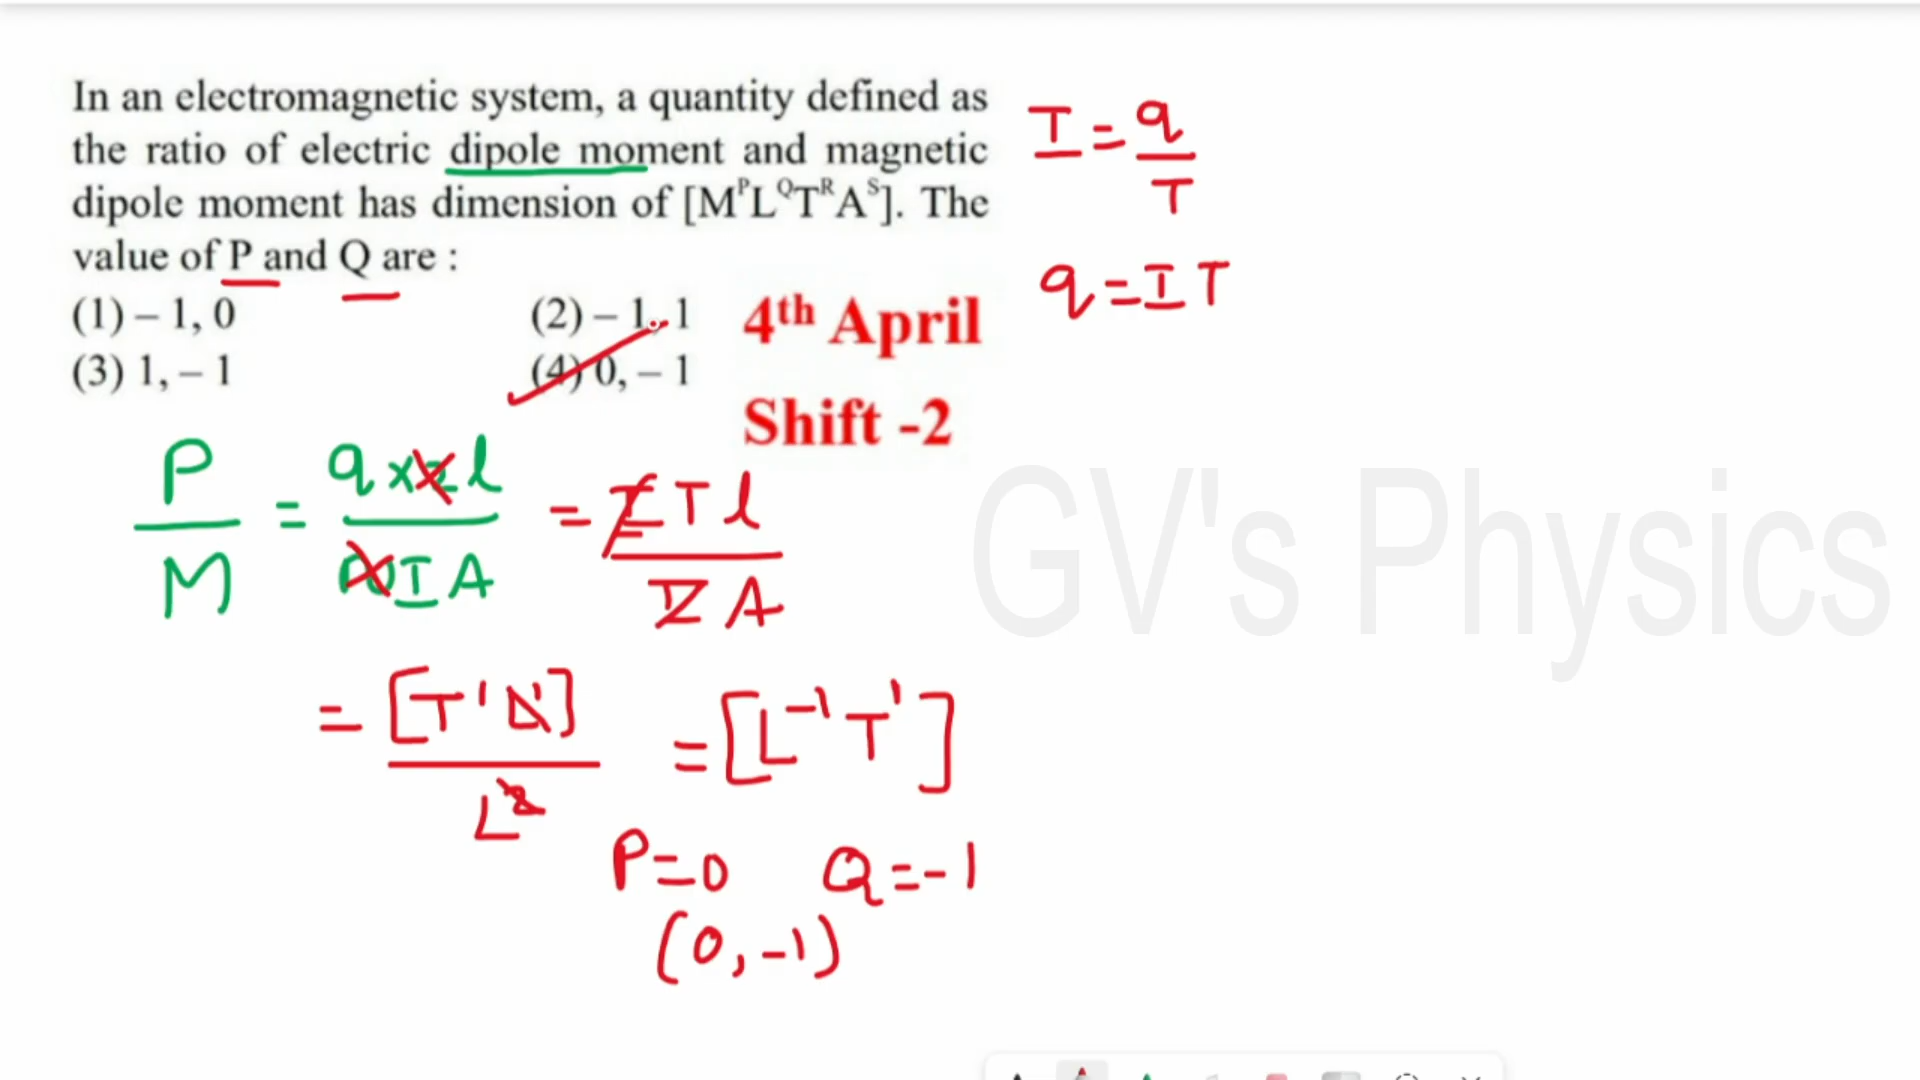 In an electromagnetic system, a quantity defined as
the ratio of electric dipole moment and magnetic
dipole moment has dimension of [M^P L^Q T^R A^S]. The
value of P and Q are :
(1) – 1, 0
(2) – 1, 1
(3) 1, – 1
(4) 0, – 1
4th April
Shift -2
I = q/T
q = IT
P/M = q×2l/NIA = ITl/IA
= [T¹L¹]/L² = [L⁻¹T¹]
P=0 Q=-1
(0,-1)
GV's Physics